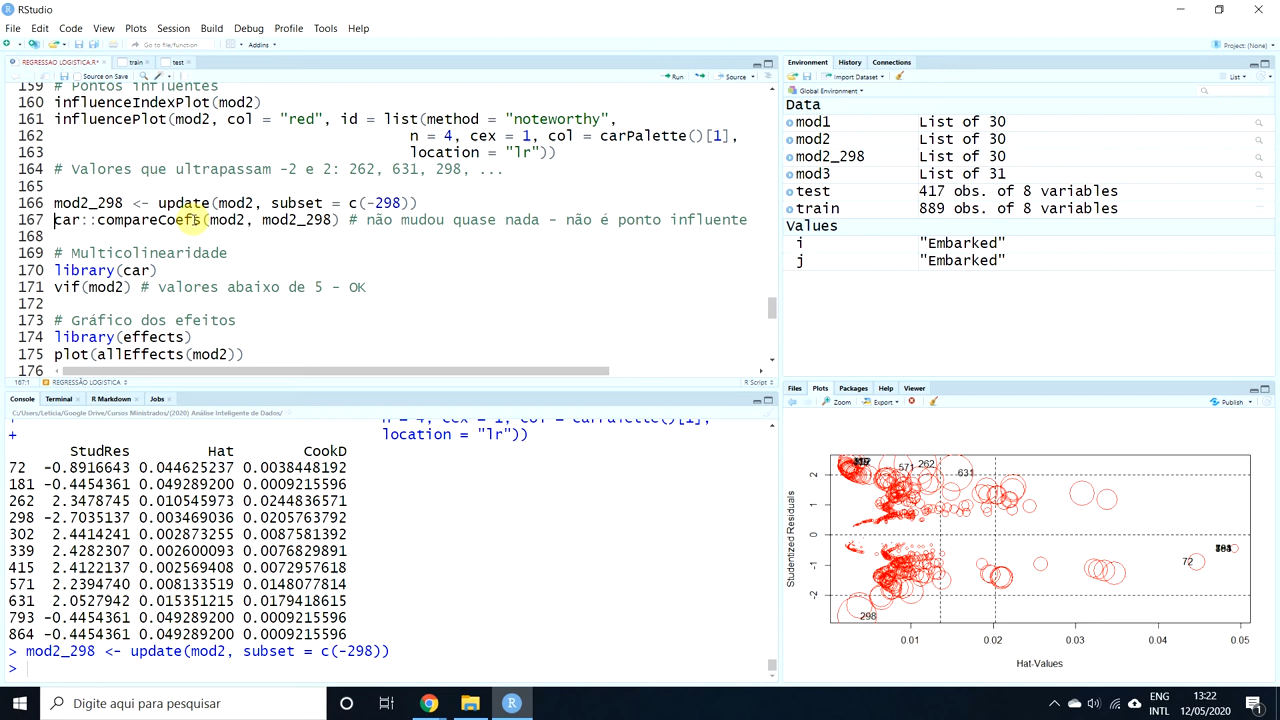 RStudio
File Edit Code View Plots Session Build Debug Profile Tools Help
Go to file/function Addins Project: (None)
REGRESSÃO LOGISTICA.R* train test
Source on Save Run Source
159 # Pontos influentes
160 influenceIndexPlot(mod2)
161 influencePlot(mod2, col = "red", id = list(method = "noteworthy",
162 n = 4, cex = 1, col = carPalette()[1],
163 location = "lr"))
164 # Valores que ultrapassam -2 e 2: 262, 631, 298, ...
165
166 mod2_298 <- update(mod2, subset = c(-298))
167 car::compareCoefs(mod2, mod2_298) # não mudou quase nada - não é ponto influente
168
169 # Multicolinearidade
170 library(car)
171 vif(mod2) # valores abaixo de 5 - OK
172
173 # Gráfico dos efeitos
174 library(effects)
175 plot(allEffects(mod2))
176
167:1 REGRESSÃO LOGISTICA R Script
Console Terminal R Markdown Jobs
C:/Users/Leticia/Google Drive/Cursos Ministrados/(2020) Análise Inteligente de Dados/
+ n = 4, cex = 1, col = carPalette()[1],
+ location = "lr"))
StudRes Hat CookD
72 -0.8916643 0.044625237 0.0038448192
181 -0.4454361 0.049289200 0.0009215596
262 2.3478745 0.010545973 0.0244836571
298 -2.7035137 0.003469036 0.0205763792
302 2.4414241 0.002873255 0.0087581392
339 2.4282307 0.002600033 0.0076829891
415 2.4122137 0.002569408 0.0072957618
571 2.2394740 0.008133519 0.0148077814
631 2.0527942 0.015351215 0.0179418615
793 -0.4454361 0.049289200 0.0009215596
864 -0.4454361 0.049289200 0.0009215596
> mod2_298 <- update(mod2, subset = c(-298))
>
Environment History Connections
Import Dataset List
Global Environment
Data
mod1 List of 30
mod2 List of 30
mod2_298 List of 30
mod3 List of 31
test 417 obs. of 8 variables
train 889 obs. of 8 variables
Values
i "Embarked"
j "Embarked"
Files Plots Packages Help Viewer
Zoom Export Publish
Studentized Residuals
2
1
0
-1
-2
571
262
631
72
298
0.01 0.02 0.03 0.04 0.05
Hat-Values
Digite aqui para pesquisar
ENG
INTL
13:22
12/05/2020
1